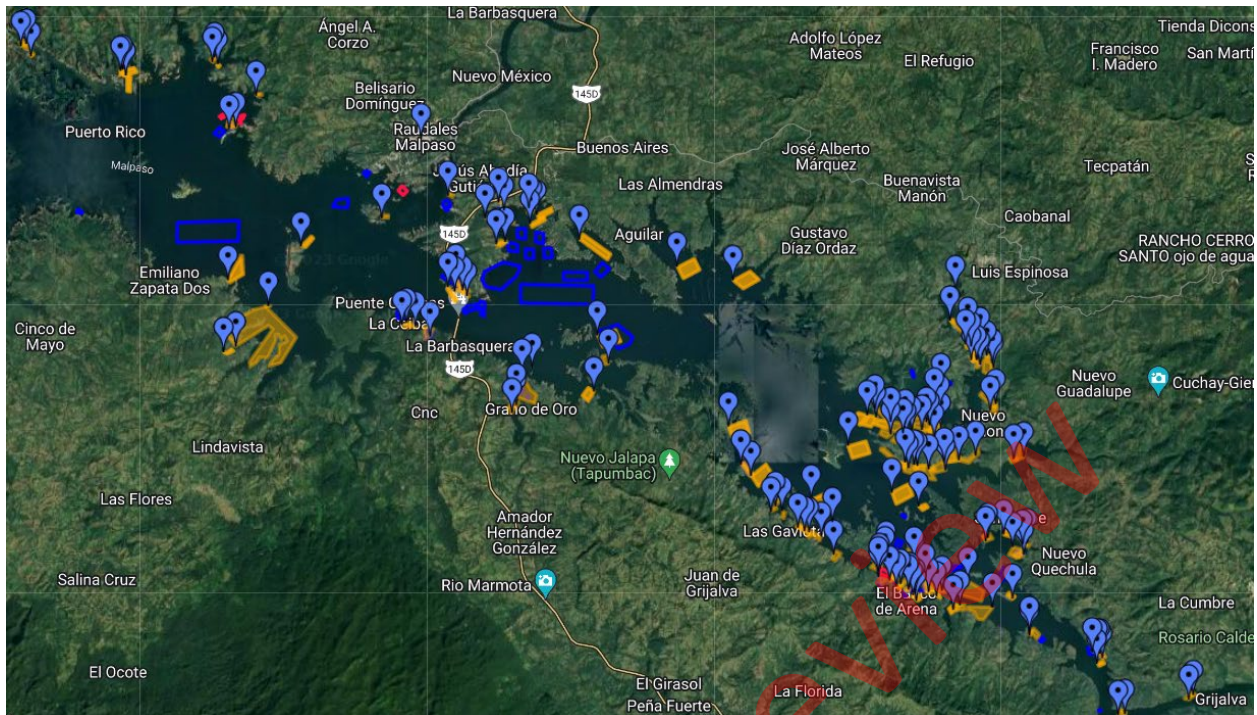 La Barbasquera
Ángel A.
Corzo
Tienda Dicons
Adolfo López
Mateos
Francisco
I. Madero
San Martí
El Refugio
Nuevo México
Belisario
Domínguez
145D
Puerto Rico
Raudales
Malpaso
Buenos Aires
José Alberto
Márquez
Malpaso
Tecpatán
Las Almendras
Buenavista
Manón
Caobanal
145D
Aguilar
Gustavo
Díaz Ordaz
RANCHO CERRO
SANTO ojo de agua
Emiliano
Zapata Dos
Luis Espinosa
Puente
La Ceiba
Cinco de
Mayo
La Barbasquera
145D
Nuevo
Guadalupe
Cuchay-Gien
Cnc
Grano de Oro
Nuevo
Lindavista
Nuevo Jalapa
(Tapumbac)
Las Flores
Amador
Hernández
González
Las Gaviota
Nuevo
Quechula
Salina Cruz
Rio Marmota
Juan de
Grijalva
de Arena
La Cumbre
Rosario Calde
El Ocote
El Girasol
La Florida
Peña Fuerte
Grijalva